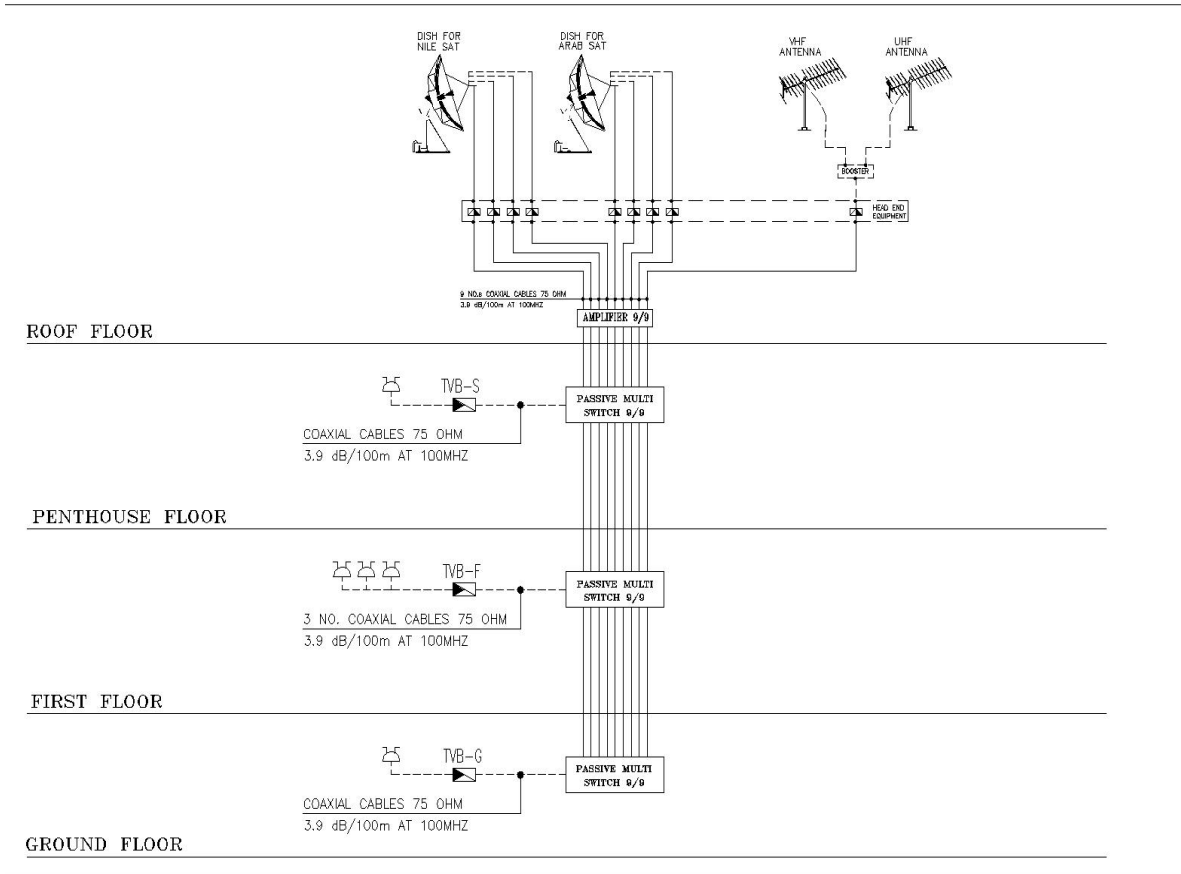 DISH FOR
NILE SAT
DISH FOR
ARAB SAT
VHF
ANTENNA
UHF
ANTENNA
BOOSTER
HEAD END
EQUIPMENT
9 NO.s COAXIAL CABLES 75 OHM
3.9 dB/100m AT 100MHZ
AMPLIFIER 9/9
ROOF FLOOR
TVB-S
PASSIVE MULTI
SWITCH 9/9
COAXIAL CABLES 75 OHM
3.9 dB/100m AT 100MHZ
PENTHOUSE FLOOR
TVB-F
PASSIVE MULTI
SWITCH 9/9
3 NO. COAXIAL CABLES 75 OHM
3.9 dB/100m AT 100MHZ
FIRST FLOOR
TVB-G
PASSIVE MULTI
SWITCH 9/9
COAXIAL CABLES 75 OHM
3.9 dB/100m AT 100MHZ
GROUND FLOOR